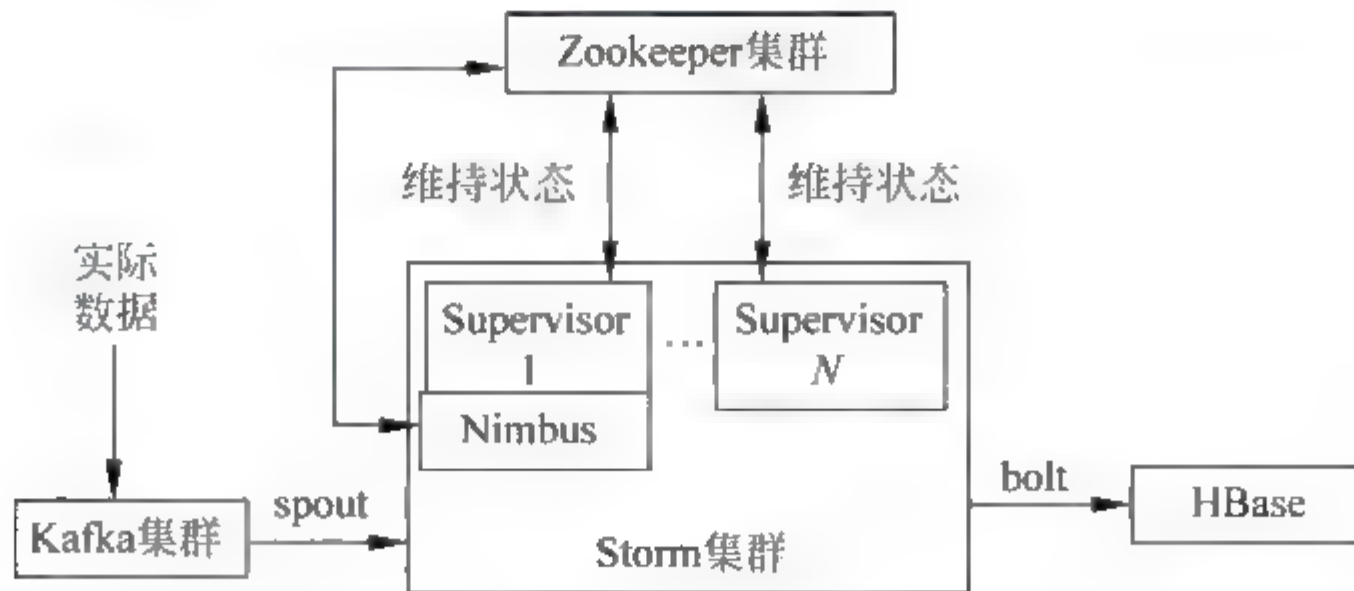 Zookeeper集群
维持状态
维持状态
实际
数据
Supervisor
1
…
Supervisor
N
Nimbus
Kafka集群
spout
Storm集群
bolt
HBase